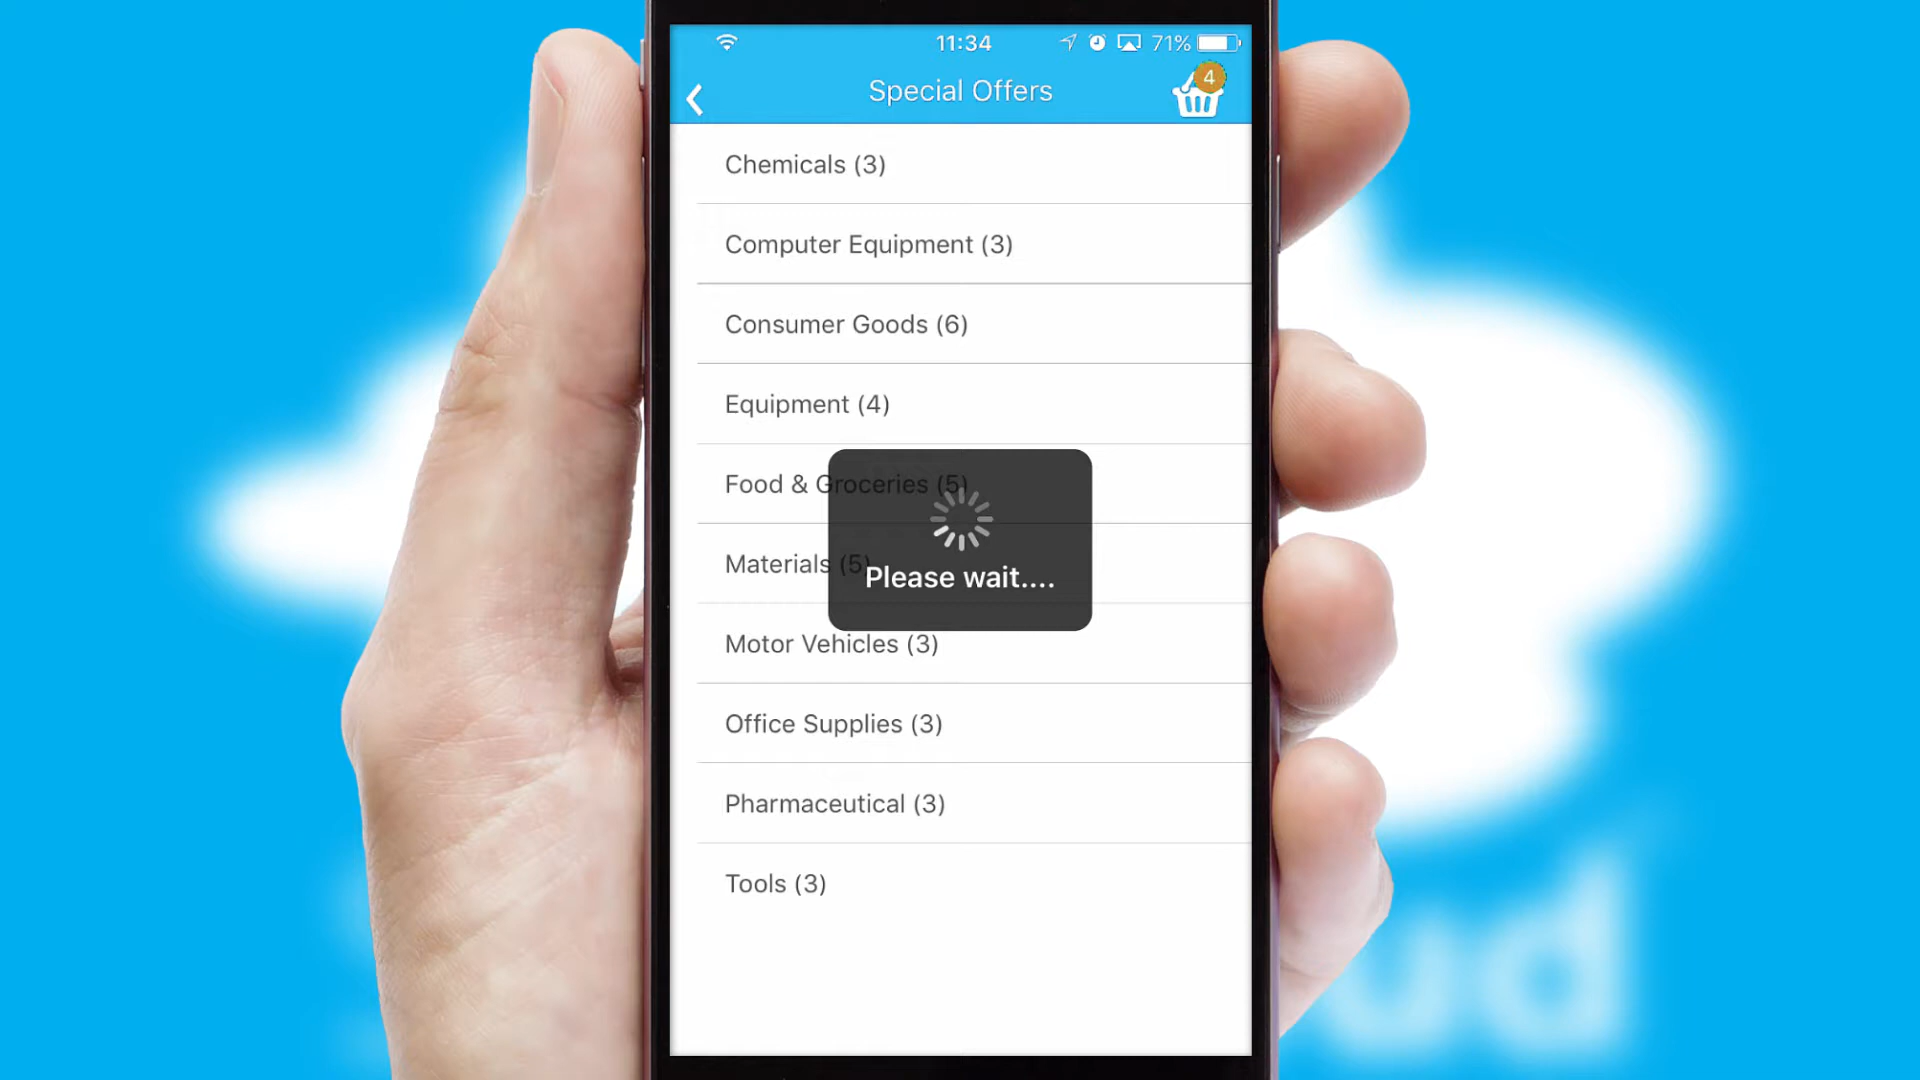 11:34
71%
Special Offers
4
Chemicals (3)
Computer Equipment (3)
Consumer Goods (6)
Equipment (4)
Food & Groceries (5)
Materials (5)
Please wait....
Motor Vehicles (3)
Office Supplies (3)
Pharmaceutical (3)
Tools (3)
ud